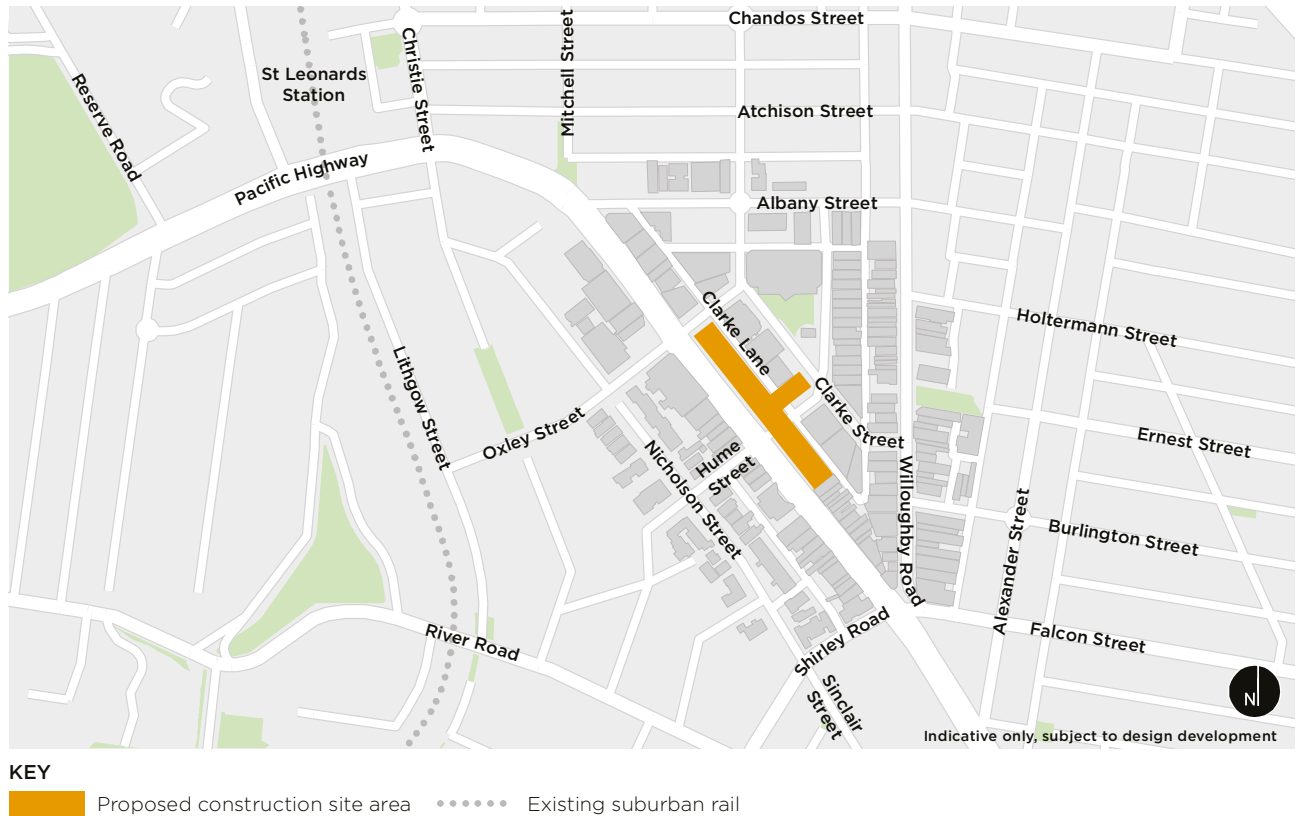 Chandos Street
Mitchell Street
Christie Street
St Leonards
Station
Reserve Road
Atchison Street
Pacific Highway
Albany Street
Clarke Lane
Holtermann Street
Lithgow Street
Clarke Street
Oxley Street
Ernest Street
Hume
Street
Nicholson Street
Willoughby Road
Alexander Street
Burlington Street
River Road
Shirley Road
Falcon Street
Sinclair
Street
N
Indicative only, subject to design development
KEY
Proposed construction site area
Existing suburban rail